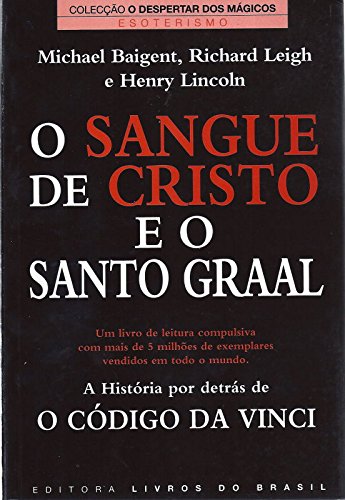 COLECÇÃO O DESPERTAR DOS MÁGICOS
ESOTERISMO
Michael Baigent, Richard Leigh
e Henry Lincoln
O SANGUE
DE CRISTO
E O
SANTO GRAAL
Um livro de leitura compulsiva
com mais de 5 milhões de exemplares
vendidos em todo o mundo.
A História por detrás de
O CÓDIGO DA VINCI
EDITORA LIVROS DO BRASIL